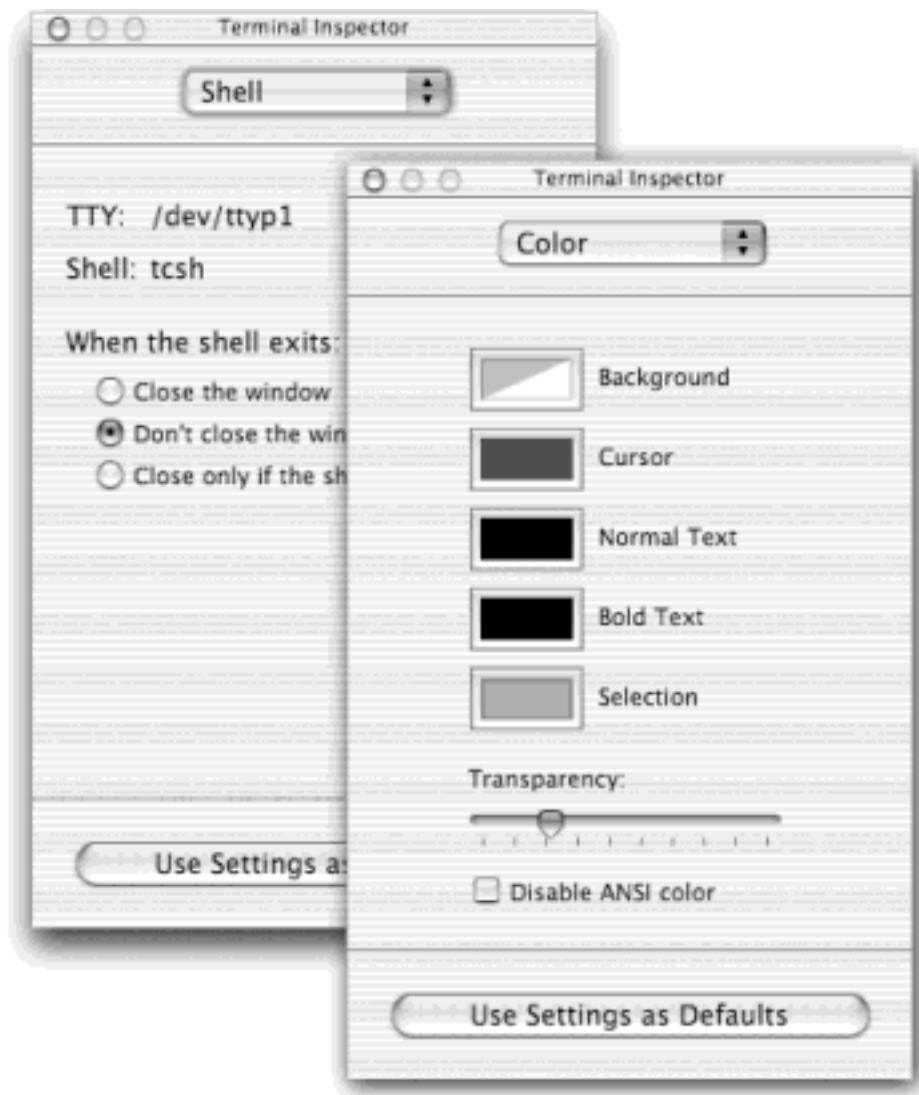 Terminal Inspector
Shell
TTY: /dev/ttyp1
Shell: tcsh
When the shell exits:
Close the window
Don't close the win
Close only if the sh
Use Settings as
Terminal Inspector
Color
Background
Cursor
Normal Text
Bold Text
Selection
Transparency:
Disable ANSI color
Use Settings as Defaults